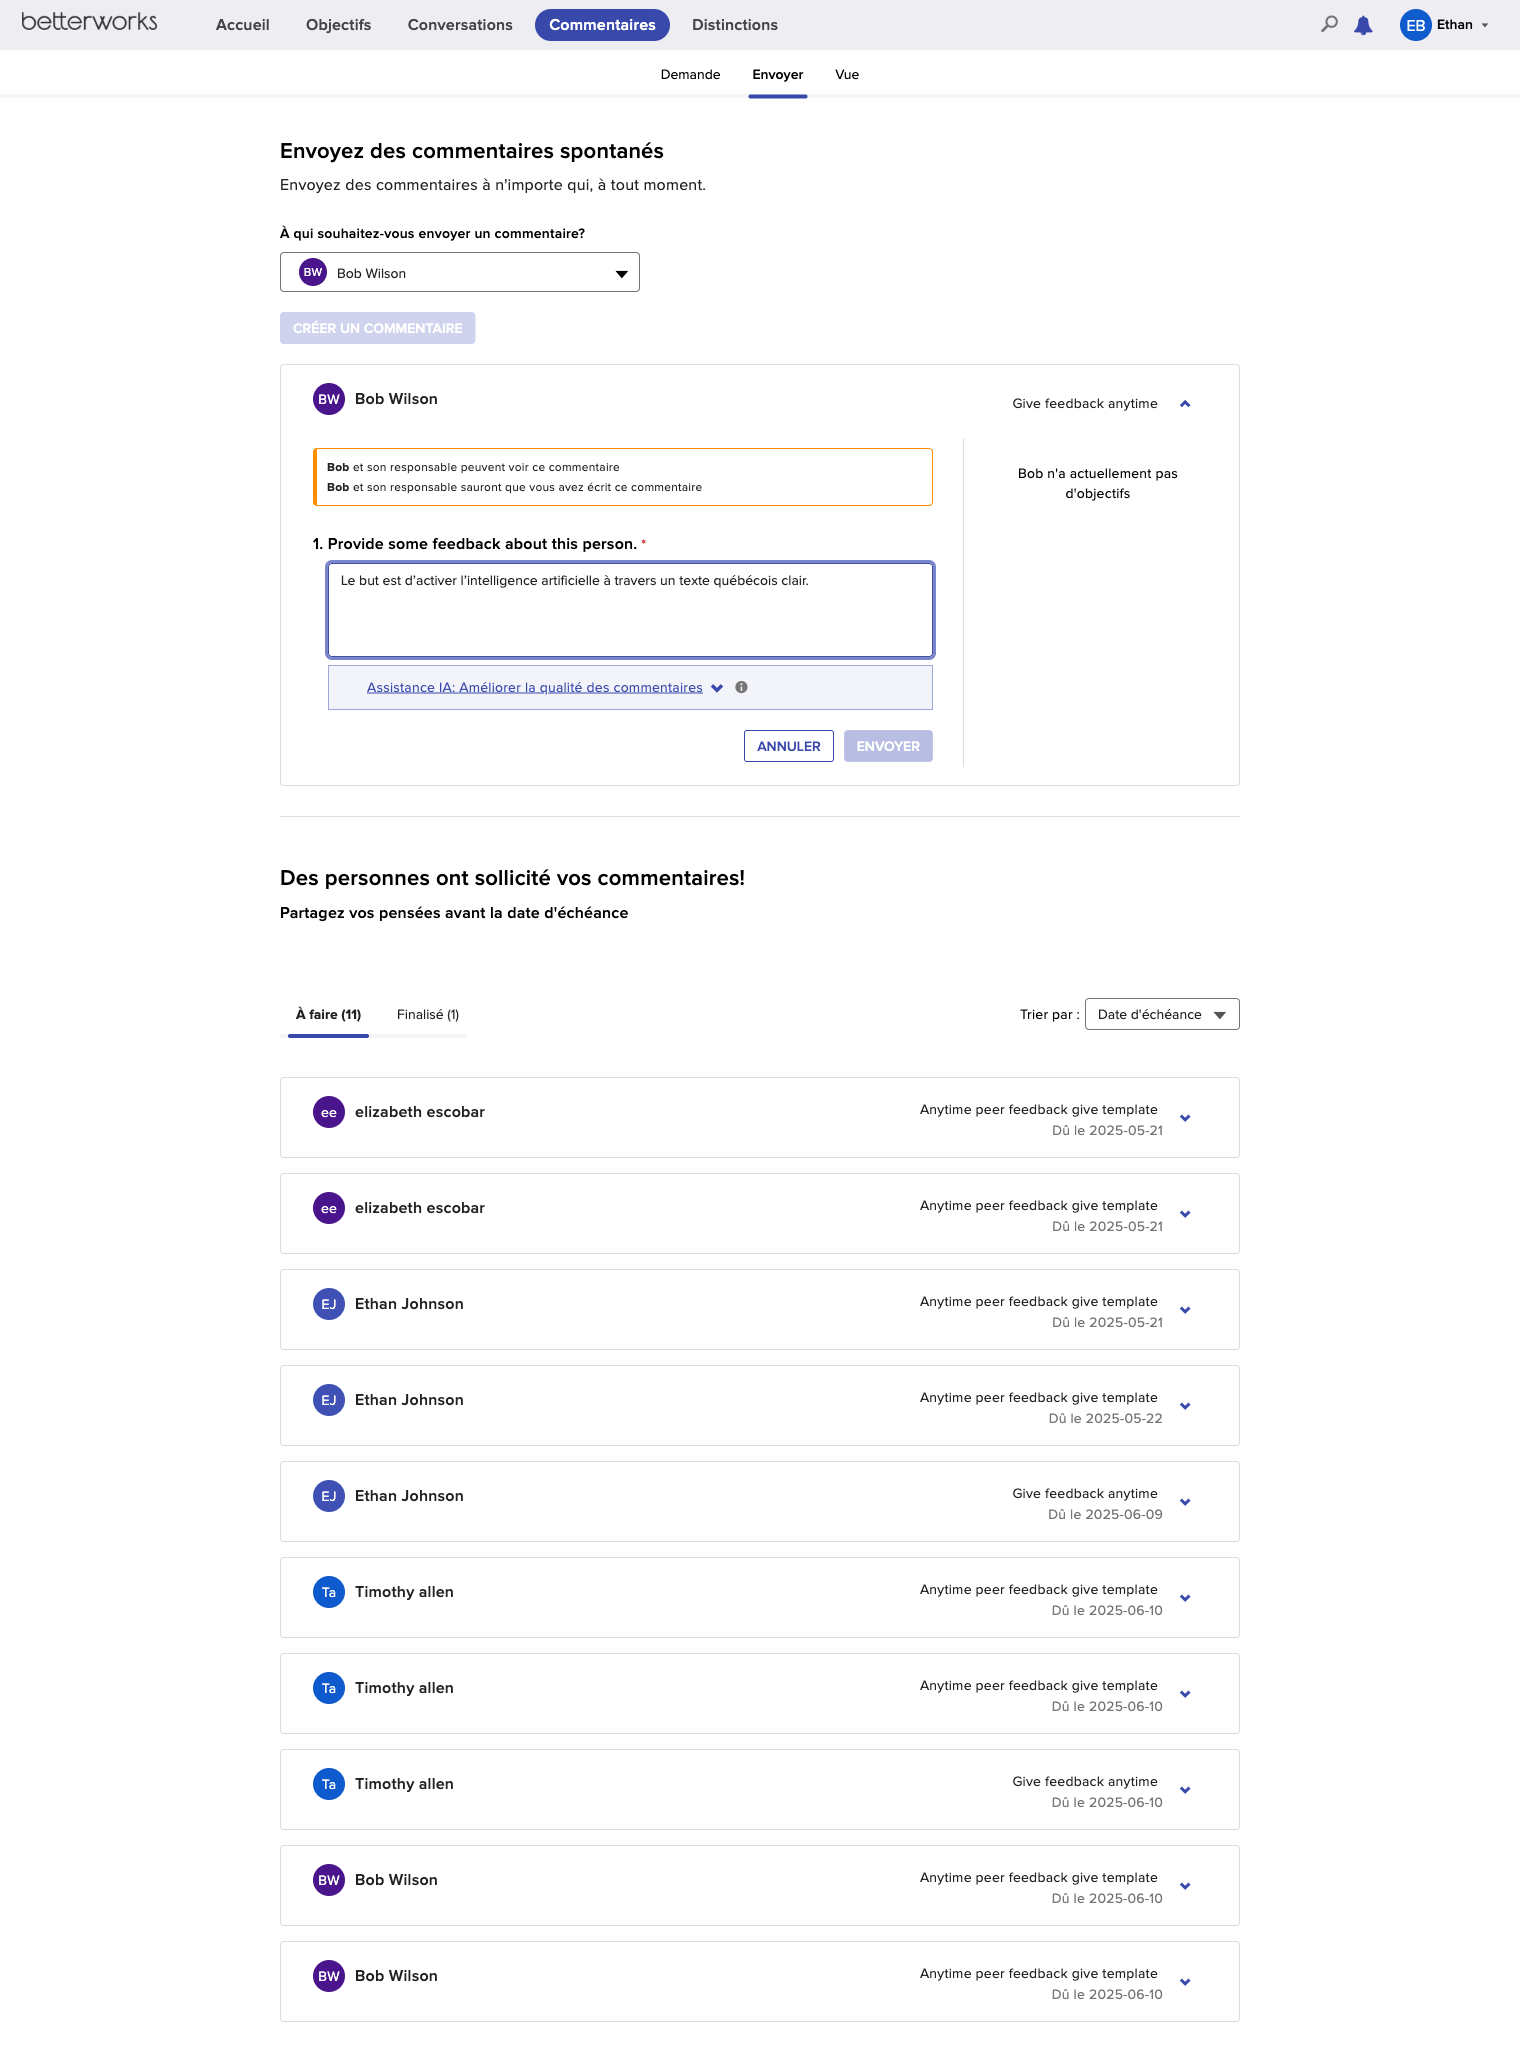 betterworks
Accueil
Objectifs
Conversations
Commentaires
Distinctions
EB
Ethan
Demande
Envoyer
Vue
Envoyez des commentaires spontanés
Envoyez des commentaires à n'importe qui, à tout moment.
À qui souhaitez-vous envoyer un commentaire?
BW
Bob Wilson
CRÉER UN COMMENTAIRE
BW
Bob Wilson
Give feedback anytime
Bob et son responsable peuvent voir ce commentaire
Bob et son responsable sauront que vous avez écrit ce commentaire
Bob n'a actuellement pas
d'objectifs
1. Provide some feedback about this person. *
Le but est d’activer l’intelligence artificielle à travers un texte québécois clair.
Assistance IA: Améliorer la qualité des commentaires
ANNULER
ENVOYER
Des personnes ont sollicité vos commentaires!
Partagez vos pensées avant la date d'échéance
À faire (11)
Finalisé (1)
Trier par :
Date d'échéance
ee
elizabeth escobar
Anytime peer feedback give template
Dû le 2025-05-21
ee
elizabeth escobar
Anytime peer feedback give template
Dû le 2025-05-21
EJ
Ethan Johnson
Anytime peer feedback give template
Dû le 2025-05-21
EJ
Ethan Johnson
Anytime peer feedback give template
Dû le 2025-05-22
EJ
Ethan Johnson
Give feedback anytime
Dû le 2025-06-09
Ta
Timothy allen
Anytime peer feedback give template
Dû le 2025-06-10
Ta
Timothy allen
Anytime peer feedback give template
Dû le 2025-06-10
Ta
Timothy allen
Give feedback anytime
Dû le 2025-06-10
BW
Bob Wilson
Anytime peer feedback give template
Dû le 2025-06-10
BW
Bob Wilson
Anytime peer feedback give template
Dû le 2025-06-10